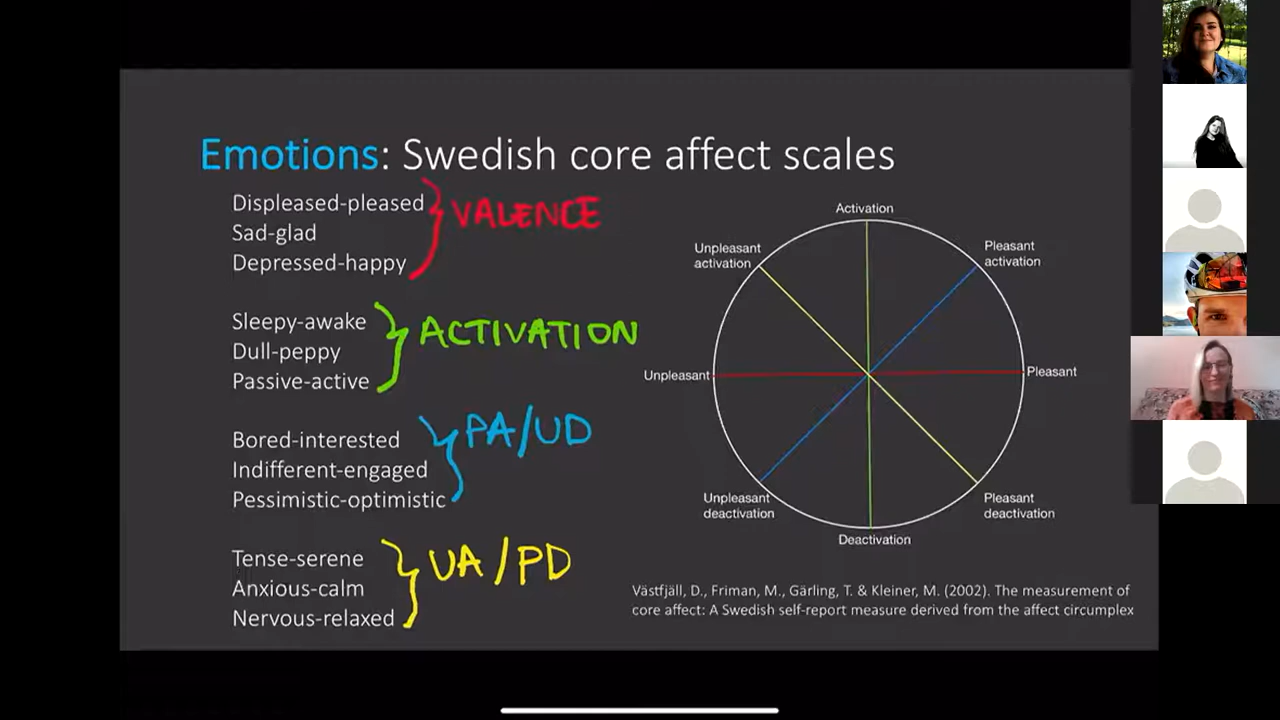 Emotions: Swedish core affect scales
Displeased-pleased
Sad-glad
Depressed-happy
VALENCE
Sleepy-awake
Dull-peppy
Passive-active
ACTIVATION
Bored-interested
Indifferent-engaged
Pessimistic-optimistic
PA/UD
Tense-serene
Anxious-calm
Nervous-relaxed
UA/PD
Activation
Unpleasant
activation
Pleasant
activation
Unpleasant
Pleasant
Unpleasant
deactivation
Pleasant
deactivation
Deactivation
Västfjäll, D., Friman, M., Gärling, T. & Kleiner, M. (2002). The measurement of
core affect: A Swedish self-report measure derived from the affect circumplex